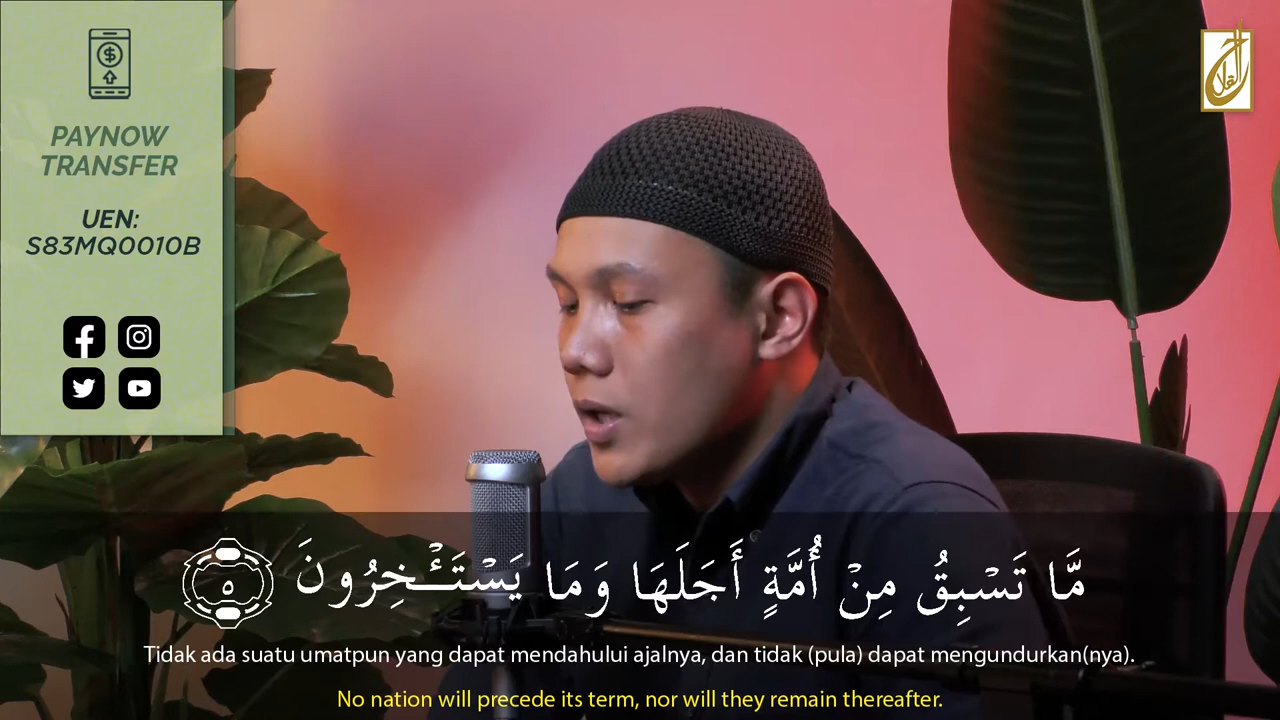 PAYNOW
TRANSFER
UEN:
S83MQ0010B
العلا
مَّا تَسْبِقُ مِنْ أُمَّةٍ أَجَلَهَا وَمَا يَسْتَـْٔخِرُونَ ٥
Tidak ada suatu umatpun yang dapat mendahului ajalnya, dan tidak (pula) dapat mengundurkan(nya).
No nation will precede its term, nor will they remain thereafter.